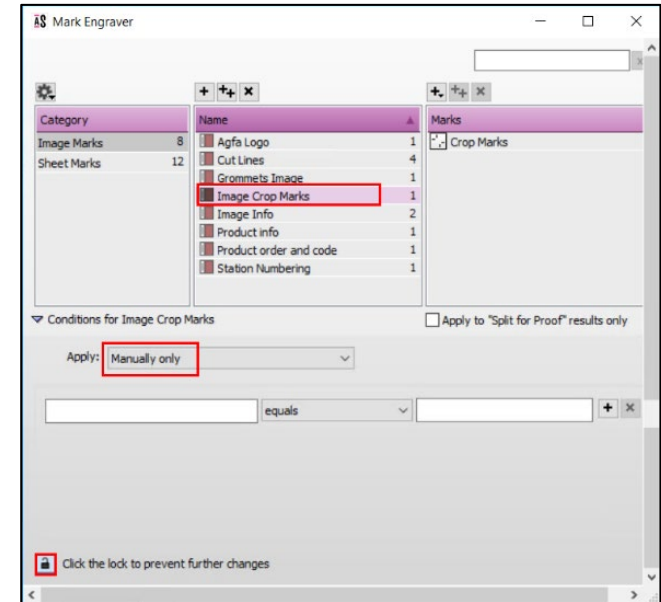 AS Mark Engraver
Category
Image Marks 8
Sheet Marks 12
Name
Agfa Logo 1
Cut Lines 4
Grommets Image 1
Image Crop Marks 1
Image Info 2
Product info 1
Product order and code 1
Station Numbering 1
Marks
Crop Marks
Conditions for Image Crop Marks
Apply to "Split for Proof" results only
Apply: Manually only
equals
Click the lock to prevent further changes